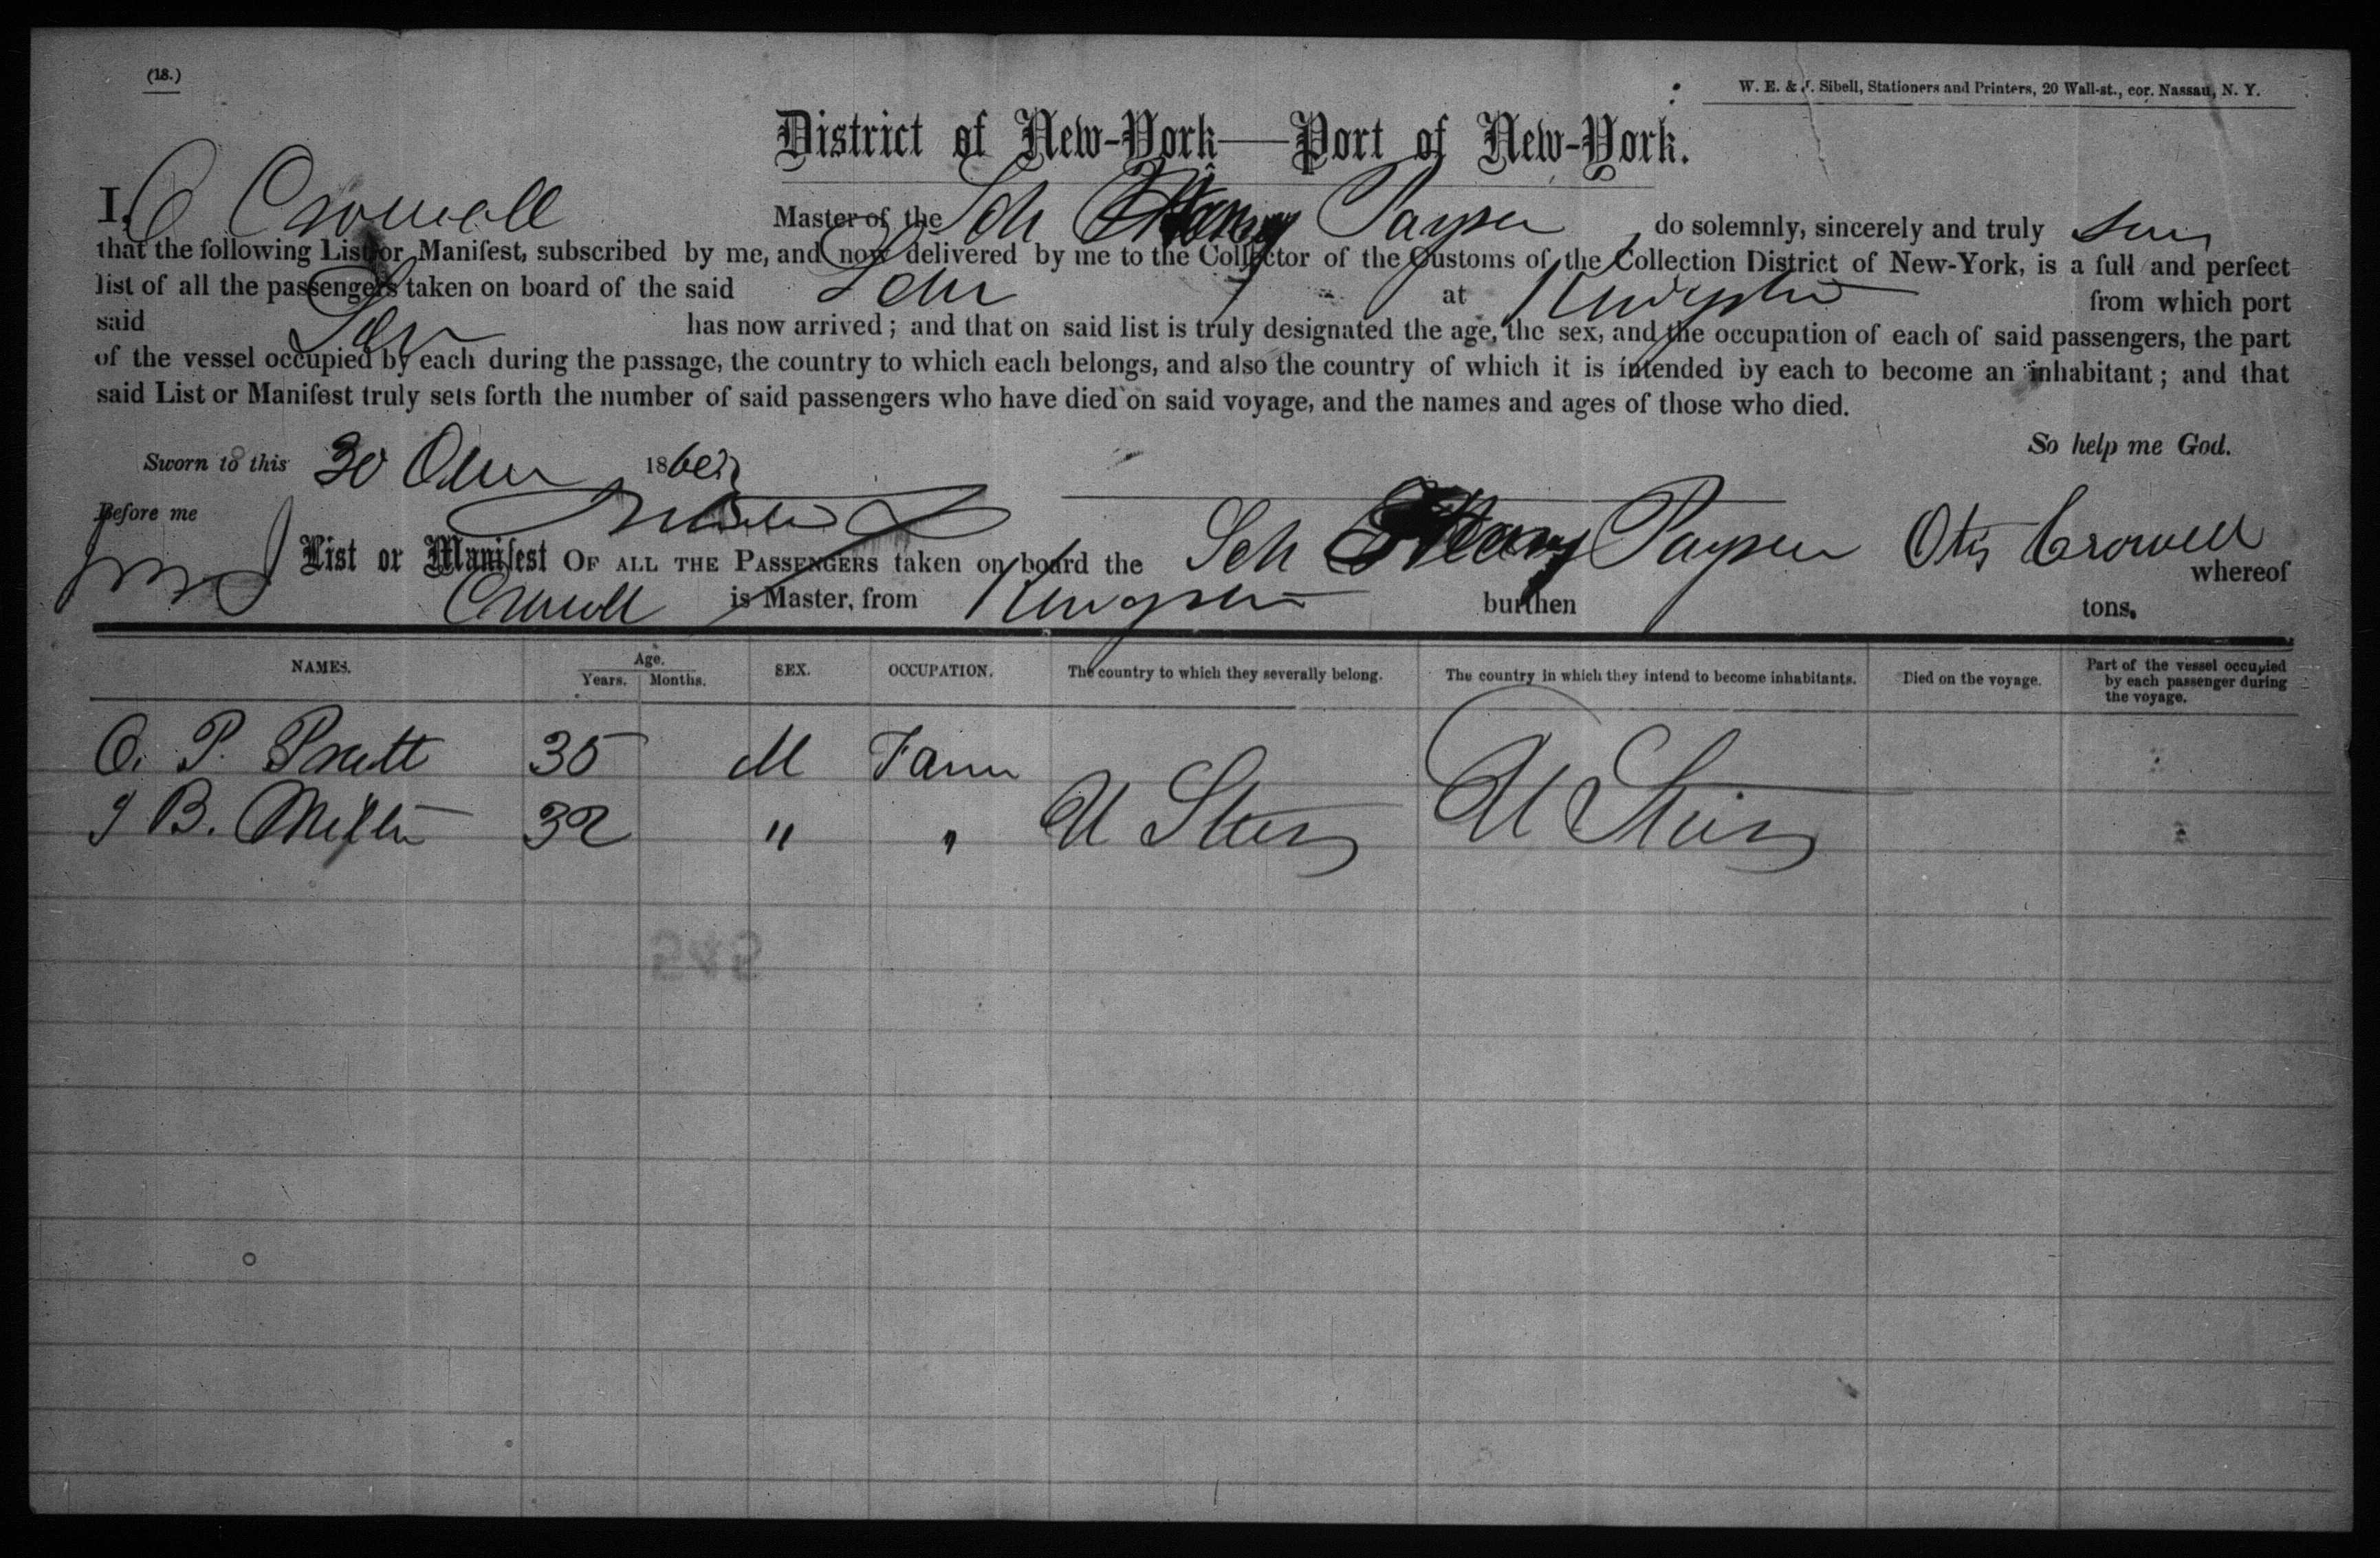 (18.)
W. E. & J. Sibell, Stationers and Printers, 20 Wall-st., cor. Nassau, N. Y.
District of New-York—Port of New-York.
I, O Crowell Master of the Sch Payson do solemnly, sincerely and truly
that the following List or Manifest, subscribed by me, and now delivered by me to the Collector of the Customs of the Collection District of New-York, is a full and perfect
list of all the passengers taken on board of the said Schr at Kingston from which port
said Schr has now arrived; and that on said list is truly designated the age, the sex, and the occupation of each of said passengers, the part
of the vessel occupied by each during the passage, the country to which each belongs, and also the country of which it is intended by each to become an inhabitant; and that
said List or Manifest truly sets forth the number of said passengers who have died on said voyage, and the names and ages of those who died.
So help me God.
Sworn to this 30 186
Before me
List or Manifest OF ALL THE PASSENGERS taken on board the Sch Payson Otis Crowell whereof
Crowell is Master, from Kingston burthen tons.
NAMES. Age. Years. Months. SEX. OCCUPATION. The country to which they severally belong. The country in which they intend to become inhabitants. Died on the voyage. Part of the vessel occupied by each passenger during the voyage.
O. P. Pratt 35 M Farm
B. 32 " " U States U States